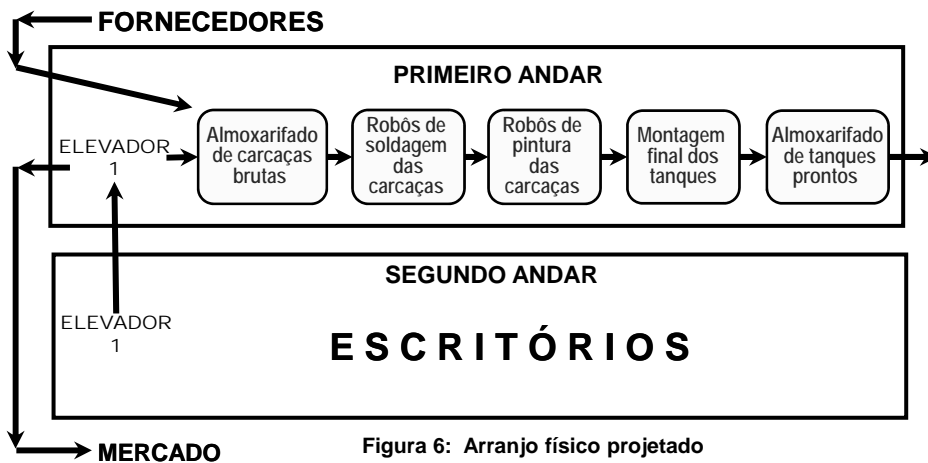 FORNECEDORES
PRIMEIRO ANDAR
ELEVADOR
1
Almoxarifado
de carcaças
brutas
Robôs de
soldagem
das
carcaças
Robôs de
pintura
das
carcaças
Montagem
final dos
tanques
Almoxarifado
de tanques
prontos
SEGUNDO ANDAR
ELEVADOR
1
ESCRITÓRIOS
MERCADO
Figura 6: Arranjo físico projetado